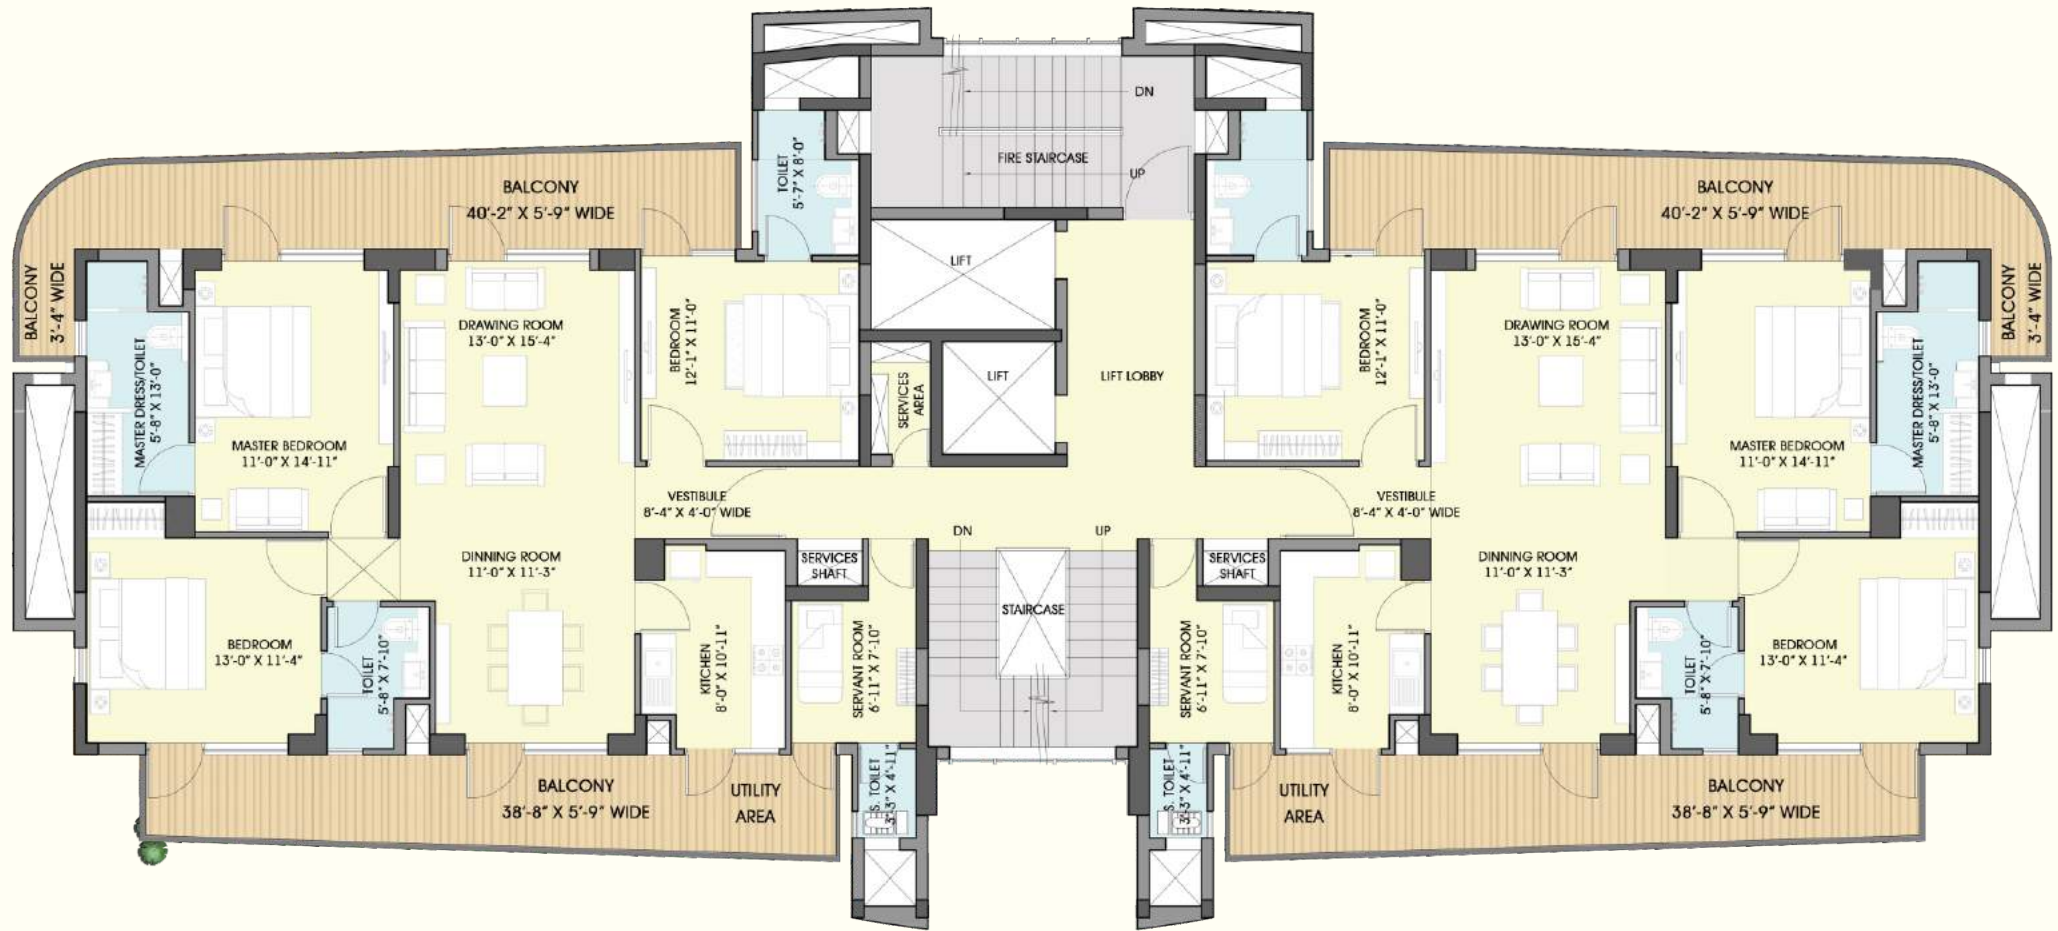 DN
FIRE STAIRCASE
UP
TOILET
5'-7" X 8'-0"
BALCONY
40'-2" X 5'-9" WIDE
BALCONY
40'-2" X 5'-9" WIDE
BALCONY
3'-4" WIDE
LIFT
BALCONY
3'-4" WIDE
MASTER DRESS/TOILET
5'-8" X 13'-0"
DRAWING ROOM
13'-0" X 15'-4"
BEDROOM
12'-1" X 11'-0"
SERVICES
AREA
LIFT
LIFT LOBBY
BEDROOM
12'-1" X 11'-0"
DRAWING ROOM
13'-0" X 15'-4"
MASTER DRESS/TOILET
5'-8" X 13'-0"
MASTER BEDROOM
11'-0" X 14'-11"
MASTER BEDROOM
11'-0" X 14'-11"
VESTIBULE
8'-4" X 4'-0" WIDE
VESTIBULE
8'-4" X 4'-0" WIDE
DN
UP
DINNING ROOM
11'-0" X 11'-3"
SERVICES
SHAFT
SERVICES
SHAFT
DINNING ROOM
11'-0" X 11'-3"
STAIRCASE
BEDROOM
13'-0" X 11'-4"
TOILET
5'-8" X 7'-10"
KITCHEN
8'-0" X 10'-11"
SERVANT ROOM
6'-11" X 7'-10"
SERVANT ROOM
6'-11" X 7'-10"
KITCHEN
8'-0" X 10'-11"
TOILET
5'-8" X 7'-10"
BEDROOM
13'-0" X 11'-4"
BALCONY
38'-8" X 5'-9" WIDE
UTILITY
AREA
S. TOILET
3'-3" X 4'-11"
S. TOILET
3'-3" X 4'-11"
UTILITY
AREA
BALCONY
38'-8" X 5'-9" WIDE